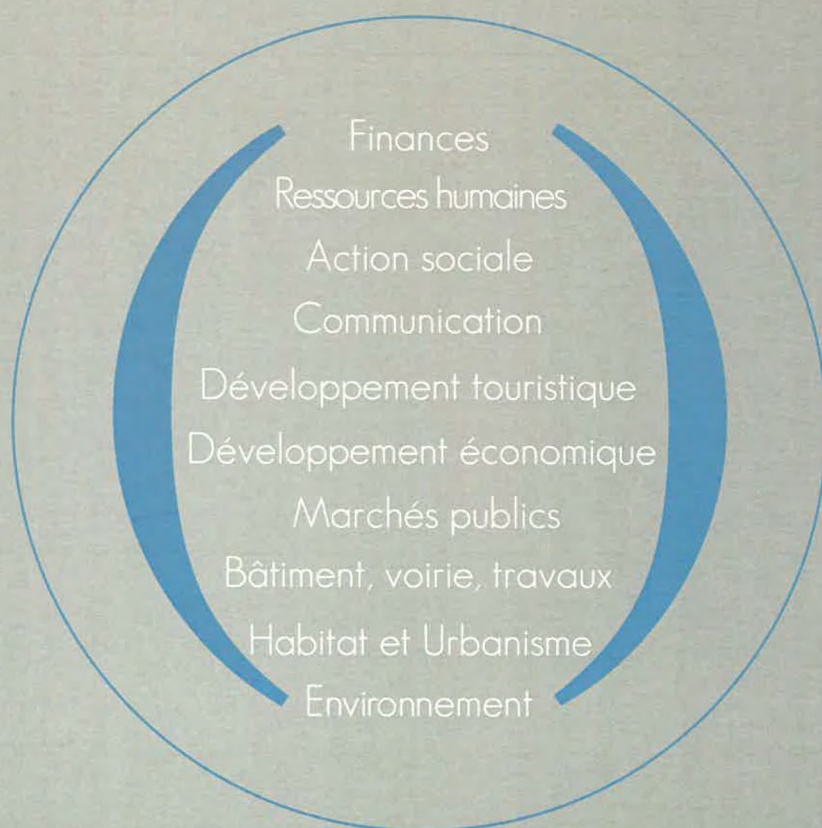 Finances
Ressources humaines
Action sociale
Communication
Développement touristique
Développement économique
Marchés publics
Bâtiment, voirie, travaux
Habitat et Urbanisme
Environnement